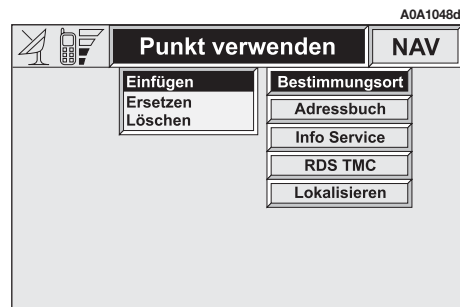 A0A1048d
Punkt verwenden NAV
Einfügen
Ersetzen
Löschen
Bestimmungsort
Adressbuch
Info Service
RDS TMC
Lokalisieren